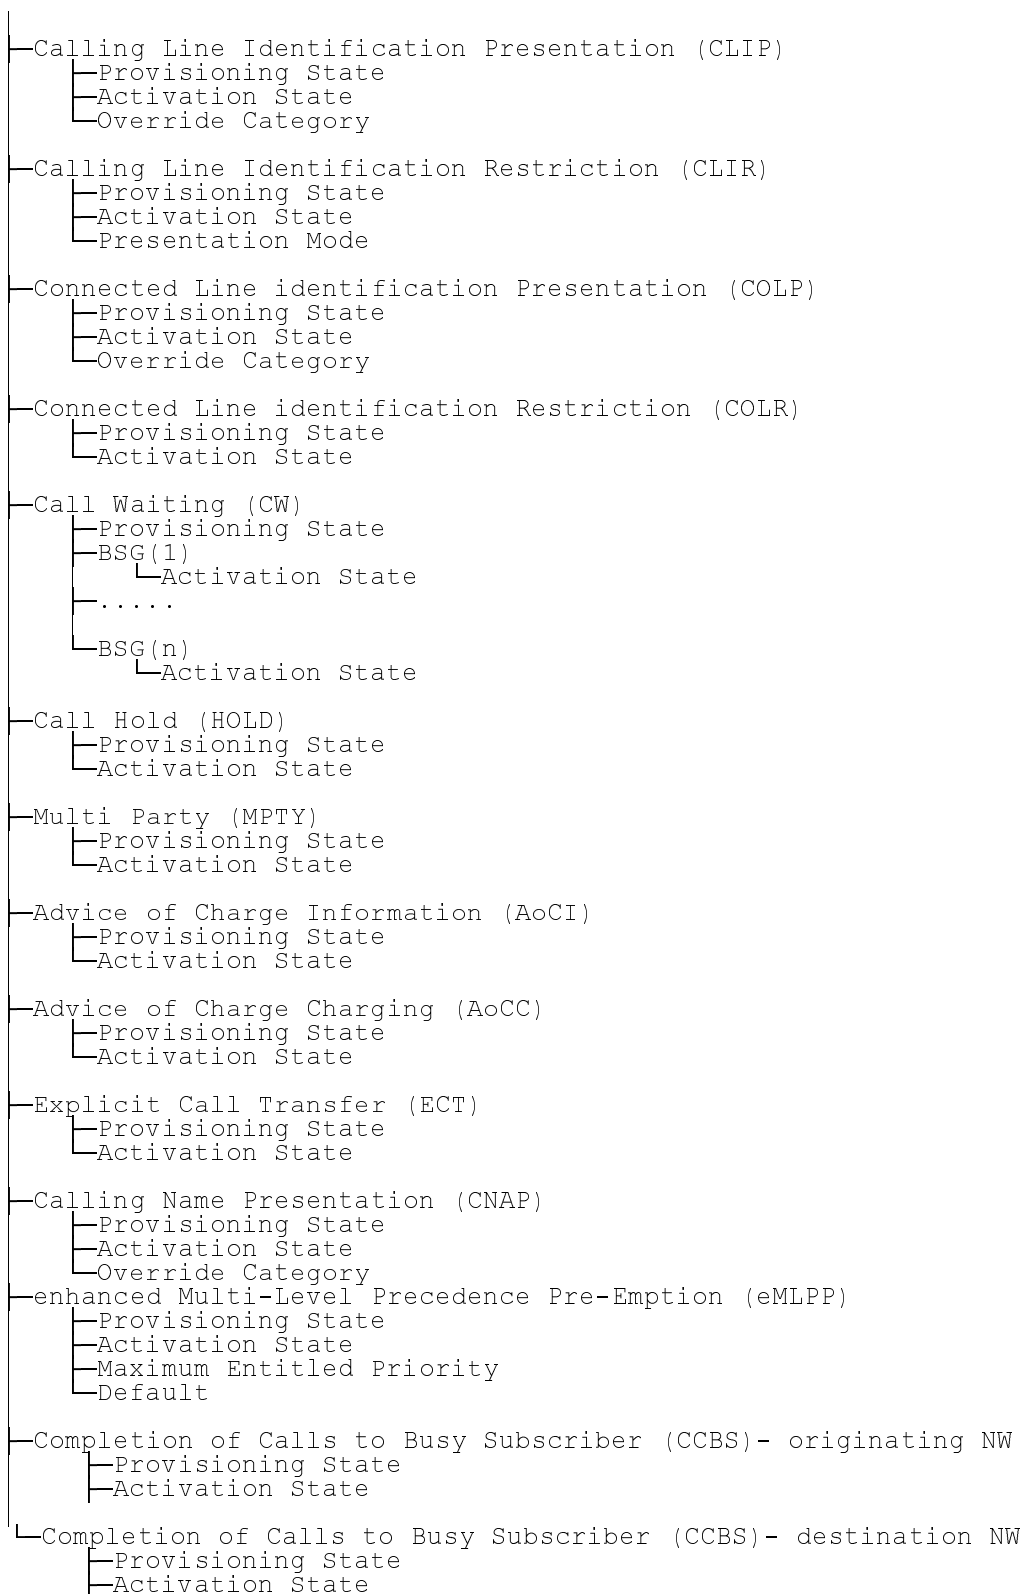 Calling Line Identification Presentation (CLIP)
Provisioning State
Activation State
Override Category
Calling Line Identification Restriction (CLIR)
Provisioning State
Activation State
Presentation Mode
Connected Line identification Presentation (COLP)
Provisioning State
Activation State
Override Category
Connected Line identification Restriction (COLR)
Provisioning State
Activation State
Call Waiting (CW)
Provisioning State
BSG(1)
Activation State
.....
BSG(n)
Activation State
Call Hold (HOLD)
Provisioning State
Activation State
Multi Party (MPTY)
Provisioning State
Activation State
Advice of Charge Information (AoCI)
Provisioning State
Activation State
Advice of Charge Charging (AoCC)
Provisioning State
Activation State
Explicit Call Transfer (ECT)
Provisioning State
Activation State
Calling Name Presentation (CNAP)
Provisioning State
Activation State
Override Category
enhanced Multi-Level Precedence Pre-Emption (eMLPP)
Provisioning State
Activation State
Maximum Entitled Priority
Default
Completion of Calls to Busy Subscriber (CCBS)- originating NW
Provisioning State
Activation State
Completion of Calls to Busy Subscriber (CCBS)- destination NW
Provisioning State
Activation State